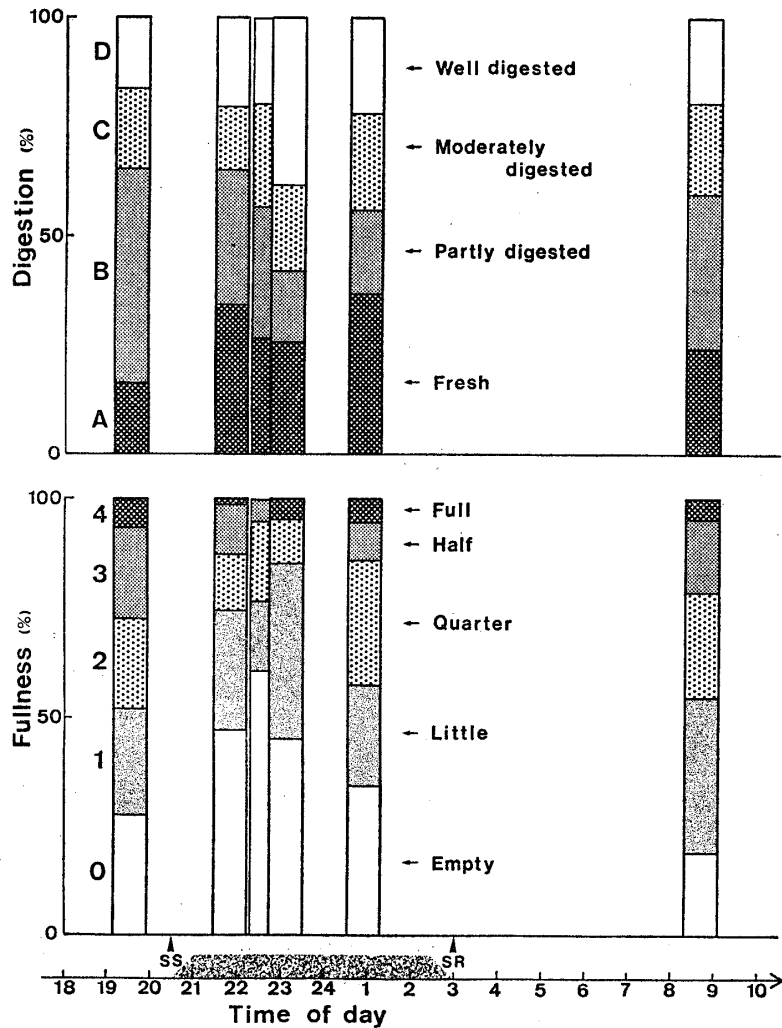 100
D
Well digested
C
Moderately
digested
Digestion (%)
50
B
Partly digested
Fresh
A
0
100
4
Full
Half
3
Quarter
2
Fullness (%)
50
Little
1
Empty
0
0
SS
SR
18 19 20 21 22 23 24 1 2 3 4 5 6 7 8 9 10
Time of day